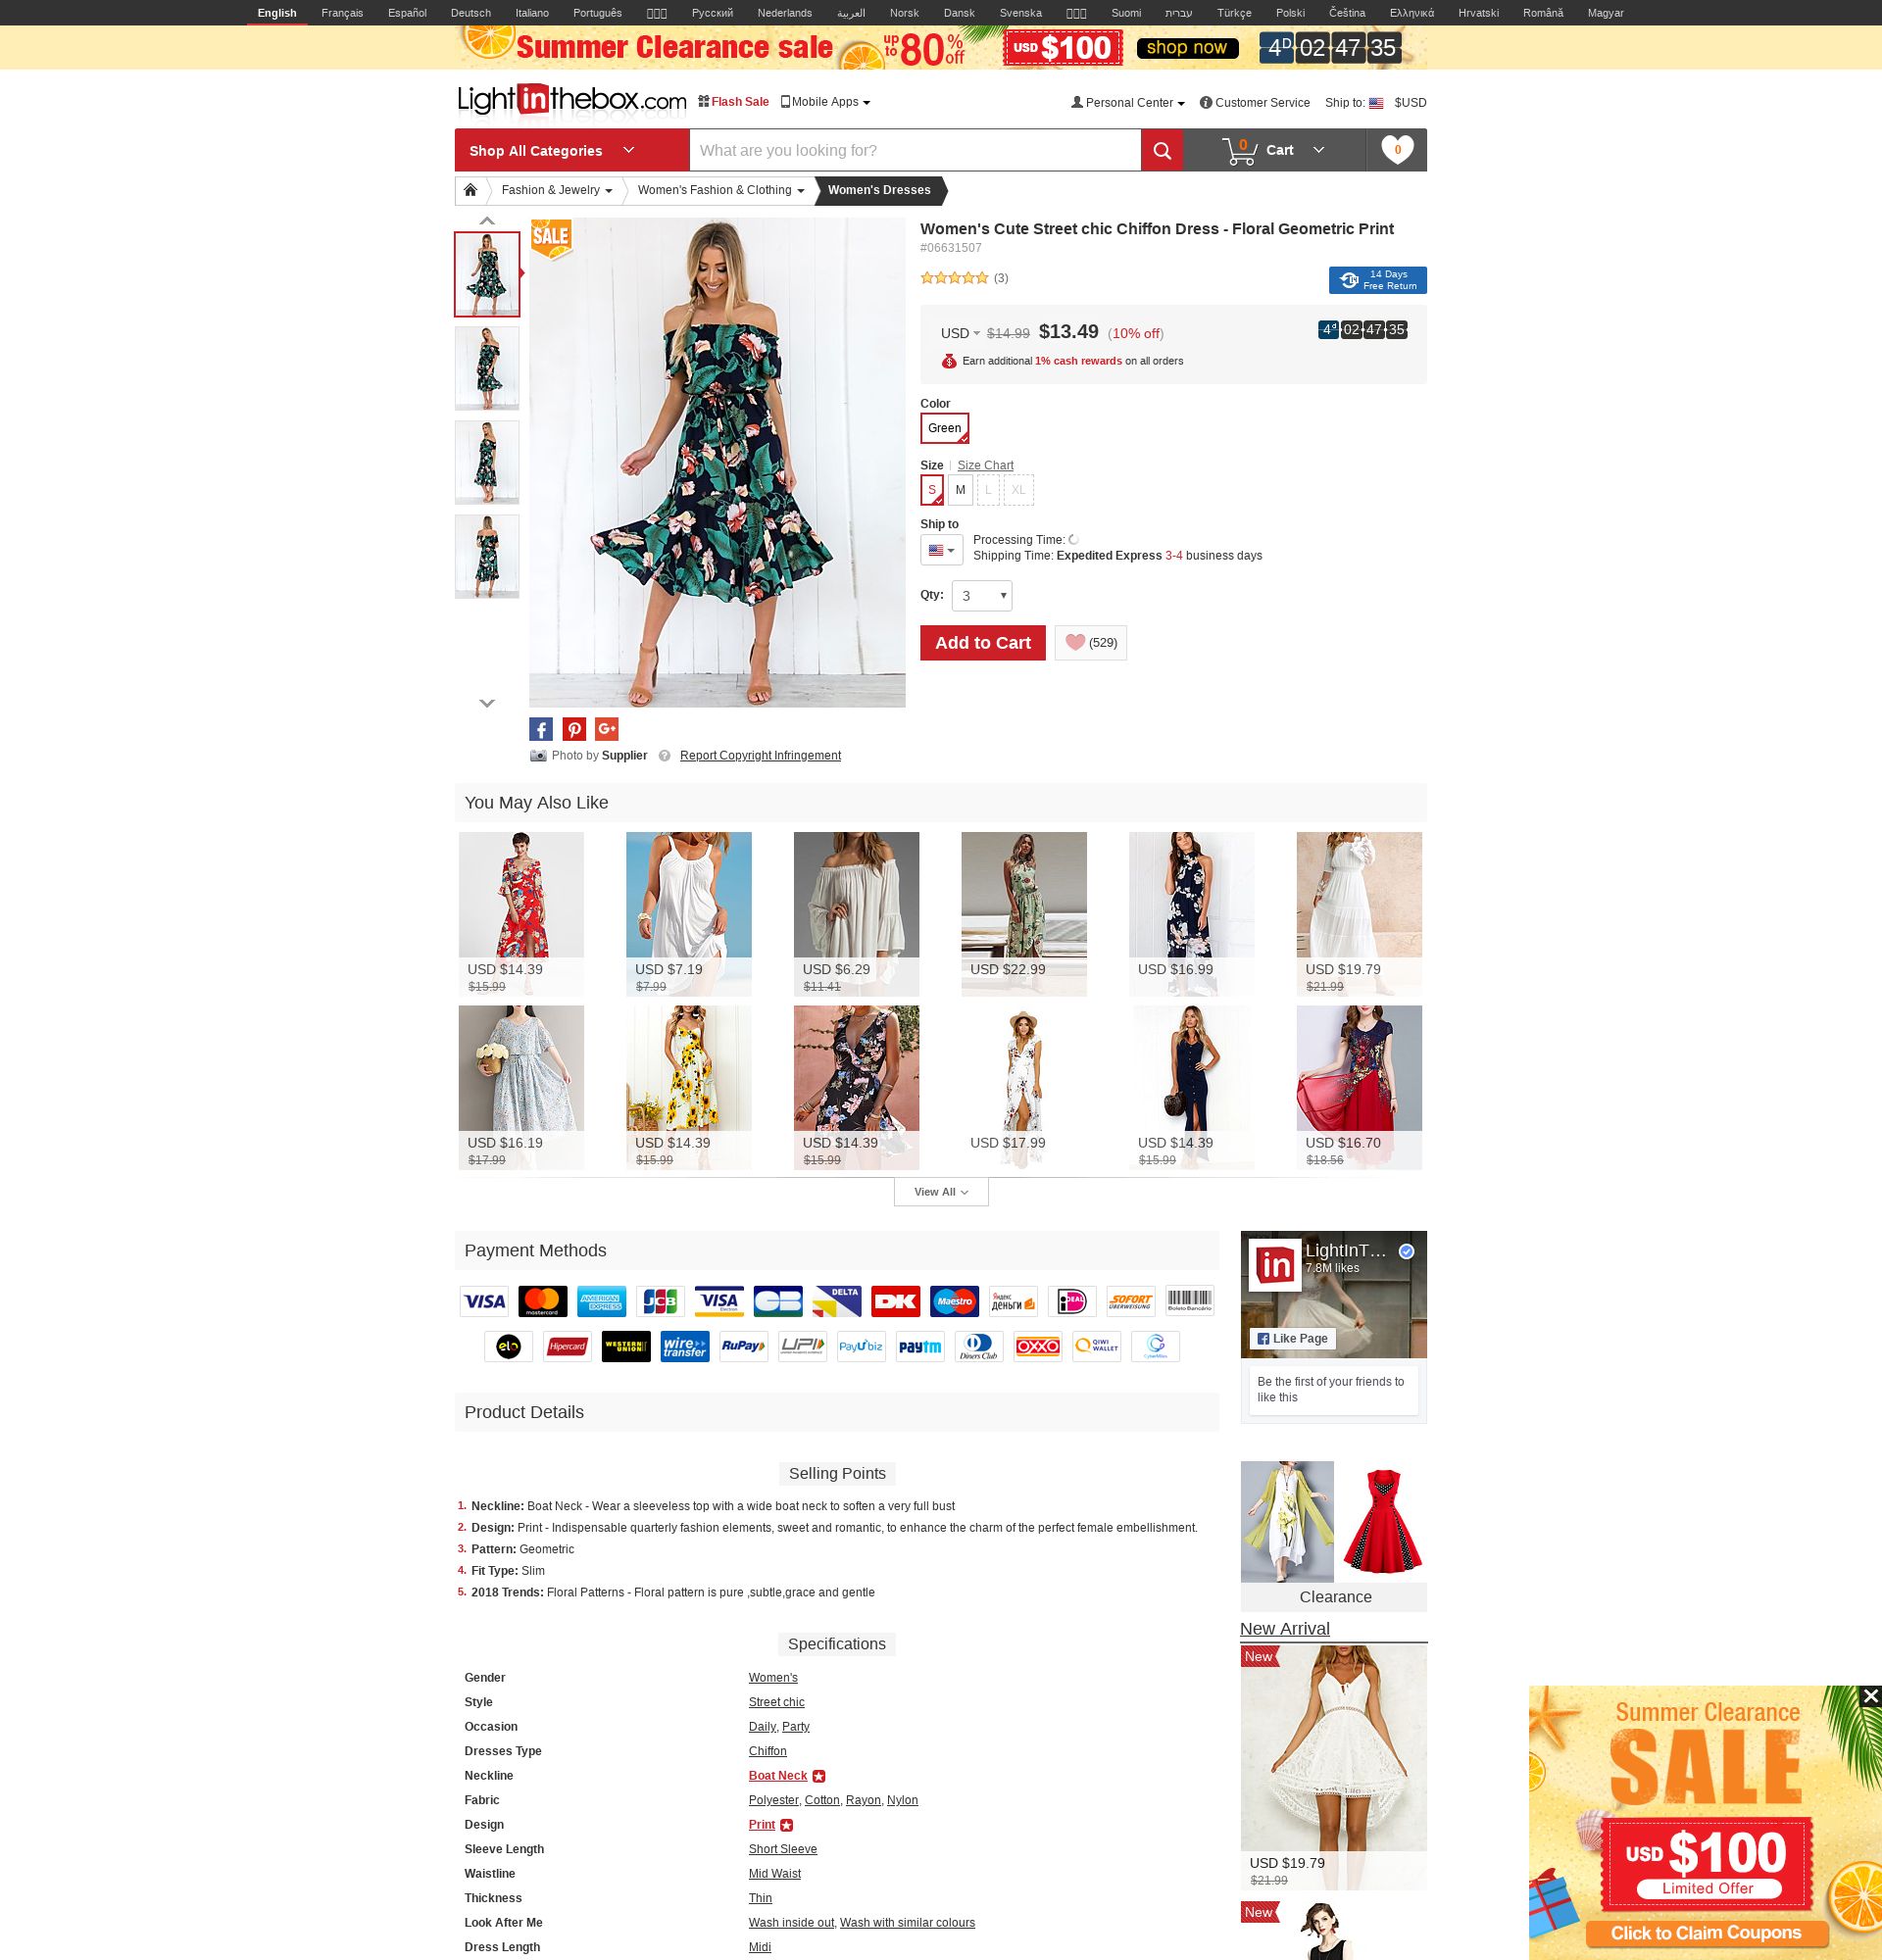 English Français Español Deutsch Italiano Português Русский Nederlands العربية Norsk Dansk Svenska Suomi עברית Türkçe Polski Čeština Ελληνικά Hrvatski Română Magyar
Summer Clearance sale up to 80% off USD $100 shop now 4D 02 47 35
Lightinthebox.com Flash Sale Mobile Apps Personal Center Customer Service Ship to: $USD
Shop All Categories What are you looking for? 0 Cart 0
Fashion & Jewelry Women's Fashion & Clothing Women's Dresses
SALE
Women's Cute Street chic Chiffon Dress - Floral Geometric Print
#06631507
(3)
14 Days
Free Return
USD $14.99 $13.49 (10% off) 4d 02 47 35
Earn additional 1% cash rewards on all orders
Color
Green
Size Size Chart
S M L XL
Ship to
Processing Time:
Shipping Time: Expedited Express 3-4 business days
Qty: 3
Add to Cart (529)
Photo by Supplier ? Report Copyright Infringement
You May Also Like
USD $14.39 USD $7.19 USD $6.29 USD $22.99 USD $16.99 USD $19.79
$15.99 $7.99 $11.41 $21.99
USD $16.19 USD $14.39 USD $14.39 USD $17.99 USD $14.39 USD $16.70
$17.99 $15.99 $15.99 $15.99 $18.56
View All
Payment Methods
VISA mastercard AMERICAN EXPRESS JCB VISA Electron CB DELTA DK Maestro Яндекс деньги iDEAL SOFORT ÜBERWEISUNG Boleto Bancário
elo Hipercard WESTERN UNION wire transfer RuPay UPI PayUbiz paytm Diners Club OXXO QIWI WALLET
in LightInT...
7.8M likes
Like Page
Be the first of your friends to
like this
Product Details
Selling Points
1. Neckline: Boat Neck - Wear a sleeveless top with a wide boat neck to soften a very full bust
2. Design: Print - Indispensable quarterly fashion elements, sweet and romantic, to enhance the charm of the perfect female embellishment.
3. Pattern: Geometric
4. Fit Type: Slim
5. 2018 Trends: Floral Patterns - Floral pattern is pure ,subtle,grace and gentle
Clearance
New Arrival
New
USD $19.79
$21.99
New
Specifications
Gender Women's
Style Street chic
Occasion Daily, Party
Dresses Type Chiffon
Neckline Boat Neck
Fabric Polyester, Cotton, Rayon, Nylon
Design Print
Sleeve Length Short Sleeve
Waistline Mid Waist
Thickness Thin
Look After Me Wash inside out, Wash with similar colours
Dress Length Midi
Summer Clearance
SALE
USD $100
Limited Offer
Click to Claim Coupons